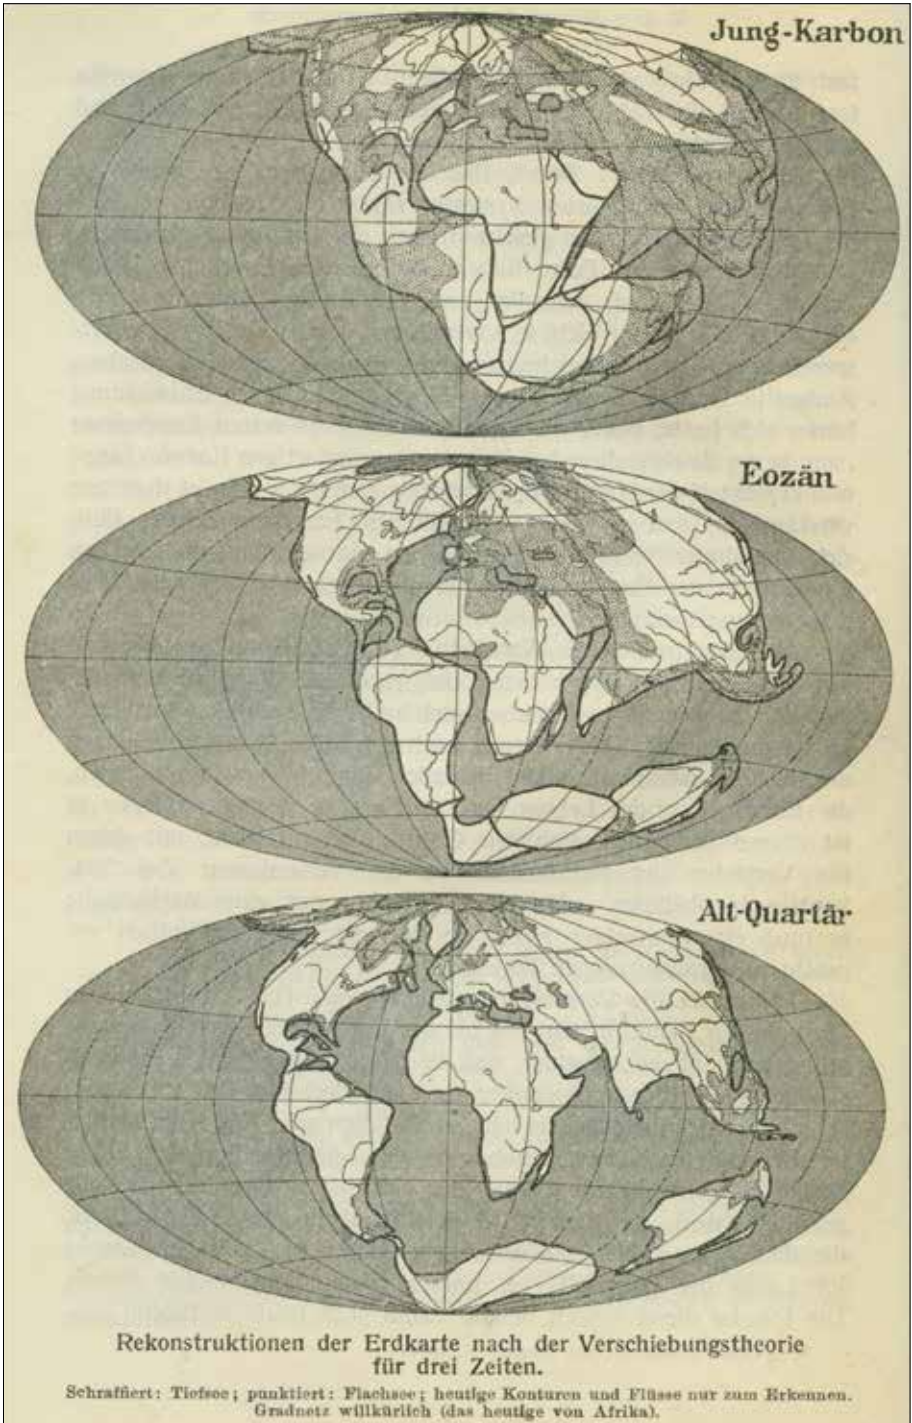 Jung-Karbon
Eozän
Alt-Quartär
Rekonstruktionen der Erdkarte nach der Verschiebungstheorie
für drei Zeiten.
Schraffiert: Tiefsee; punktiert: Flachsee; heutige Konturen und Flüsse nur zum Erkennen.
Gradnetz willkürlich (das heutige von Afrika).